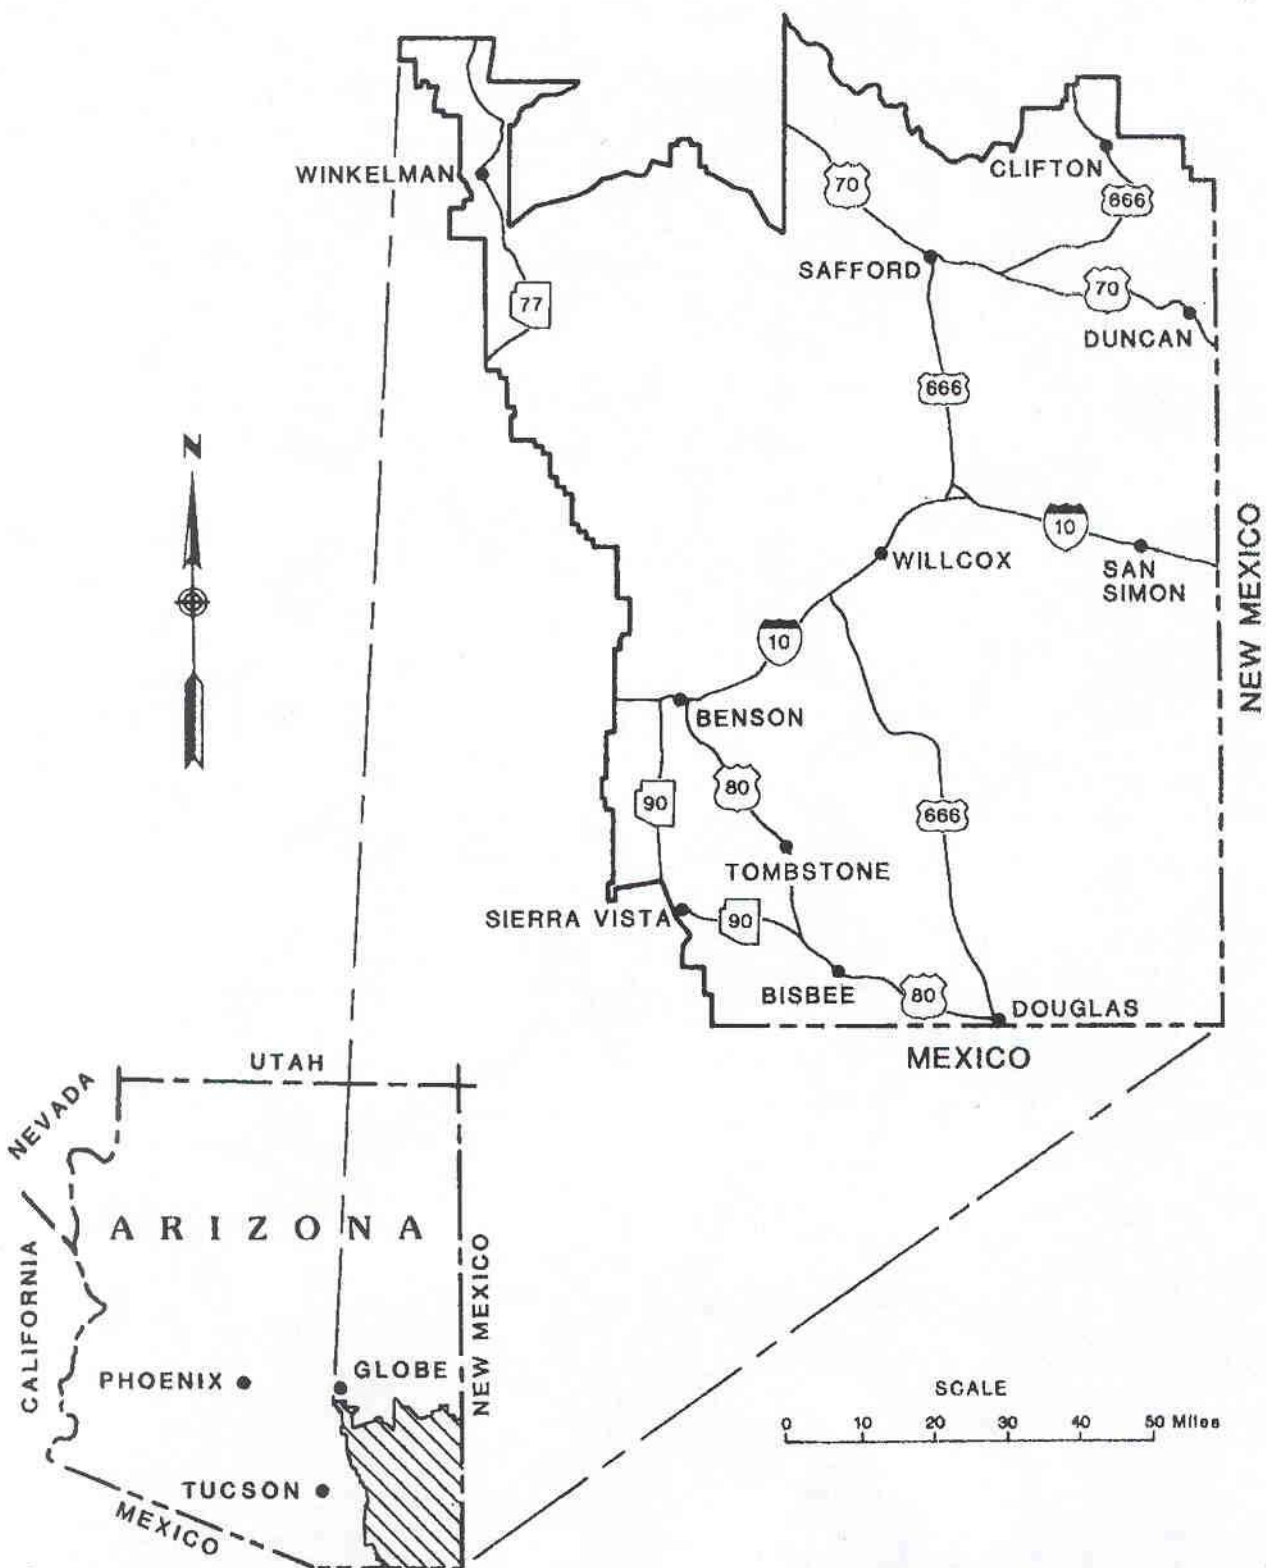 WINKELMAN
CLIFTON
70
666
SAFFORD
77
70
DUNCAN
666
N
10
WILLCOX
SAN
SIMON
NEW MEXICO
10
BENSON
80
90
666
TOMBSTONE
SIERRA VISTA
90
BISBEE
80
DOUGLAS
MEXICO
UTAH
NEVADA
ARIZONA
CALIFORNIA
NEW MEXICO
PHOENIX
GLOBE
TUCSON
MEXICO
SCALE
0 10 20 30 40 50 Miles